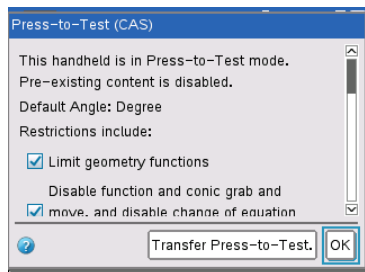 Press-to-Test (CAS)
This handheld is in Press-to-Test mode.
Pre-existing content is disabled.
Default Angle: Degree
Restrictions include:
Limit geometry functions
Disable function and conic grab and
move, and disable change of equation
Transfer Press-to-Test.
OK